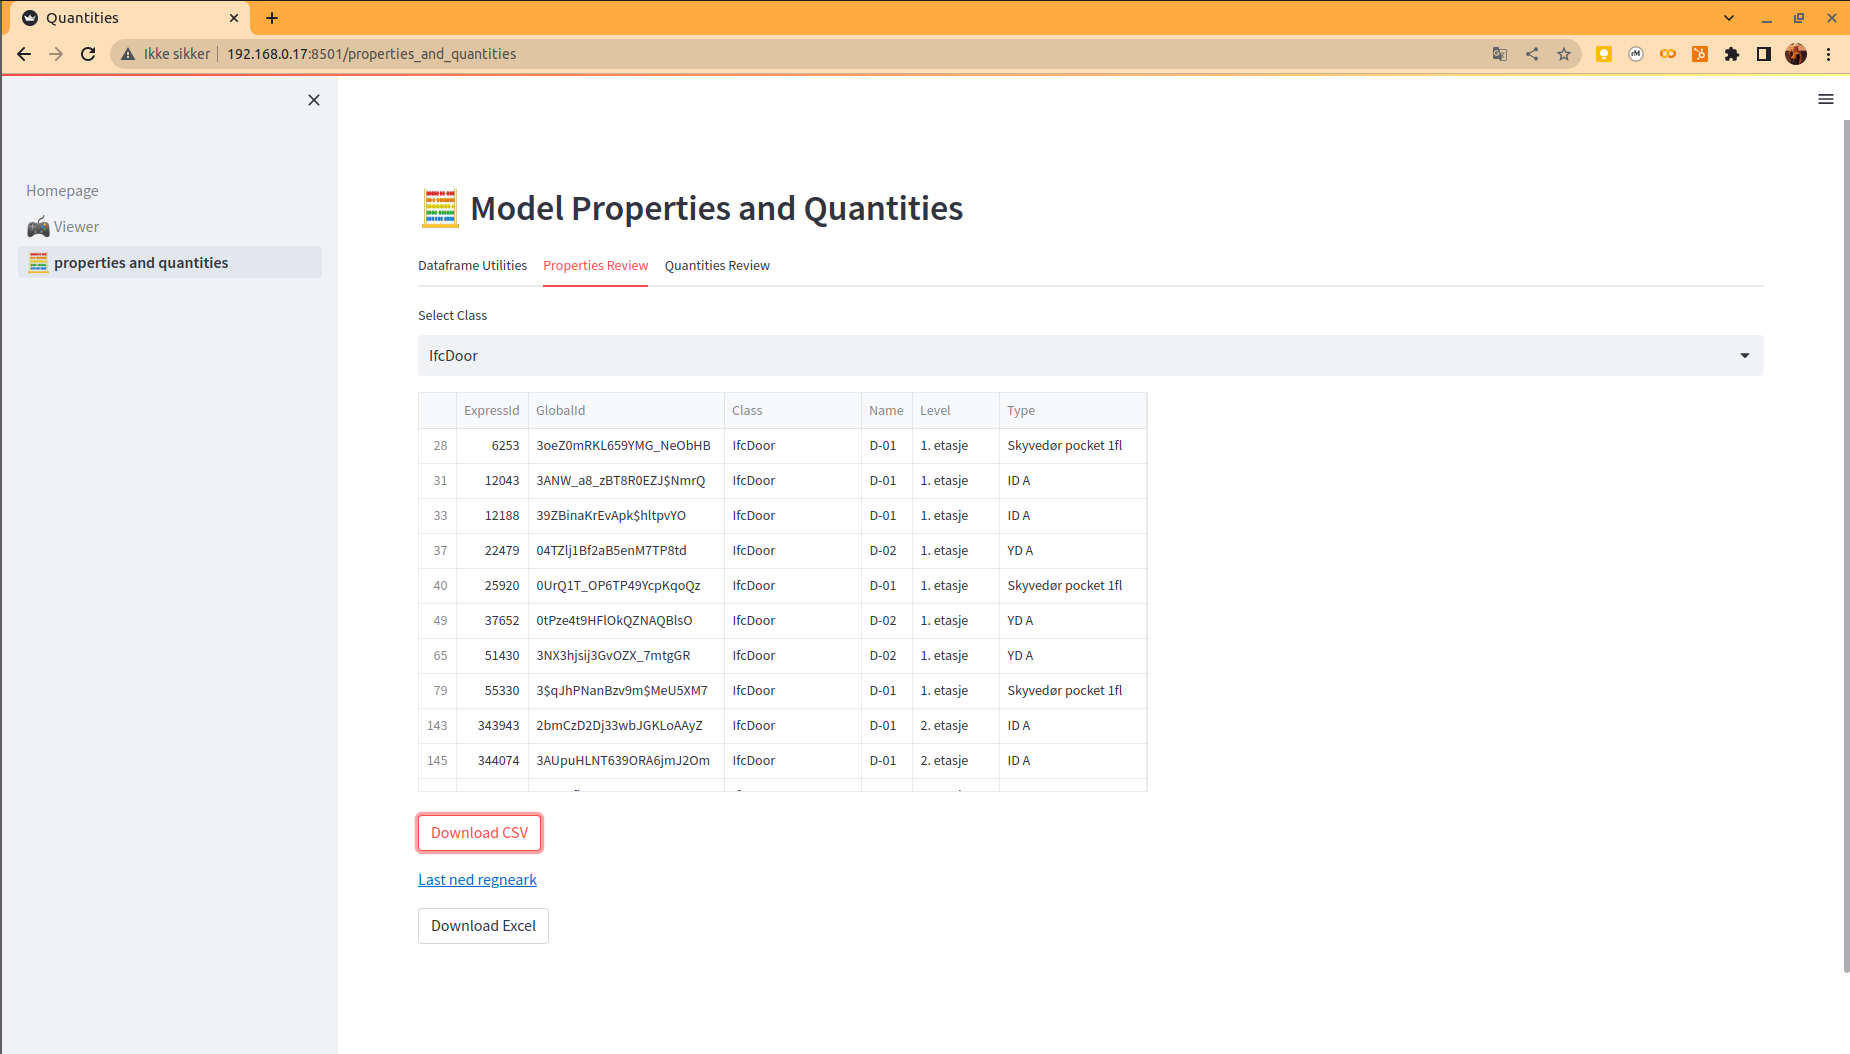 Quantities
Ikke sikker 192.168.0.17:8501/properties_and_quantities
Homepage
Viewer
properties and quantities
Model Properties and Quantities
Dataframe Utilities Properties Review Quantities Review
Select Class
IfcDoor
ExpressId GlobalId Class Name Level Type
28 6253 3oeZ0mRKL659YMG_NeObHB IfcDoor D-01 1. etasje Skyvedør pocket 1fl
31 12043 3ANW_a8_zBT8R0EZJ$NmrQ IfcDoor D-01 1. etasje ID A
33 12188 39ZBinaKrEvApk$hltpvYO IfcDoor D-01 1. etasje ID A
37 22479 04TZlj1Bf2aB5enM7TP8td IfcDoor D-02 1. etasje YD A
40 25920 0UrQ1T_OP6TP49YcpKqoQz IfcDoor D-01 1. etasje Skyvedør pocket 1fl
49 37652 0tPze4t9HFlOkQZNAQBlsO IfcDoor D-02 1. etasje YD A
65 51430 3NX3hjsij3GvOZX_7mtgGR IfcDoor D-02 1. etasje YD A
79 55330 3$qJhPNanBzv9m$MeU5XM7 IfcDoor D-01 1. etasje Skyvedør pocket 1fl
143 343943 2bmCzD2Dj33wbJGKLoAAyZ IfcDoor D-01 2. etasje ID A
145 344074 3AUpuHLNT639ORA6jmJ2Om IfcDoor D-01 2. etasje ID A
Download CSV
Last ned regneark
Download Excel